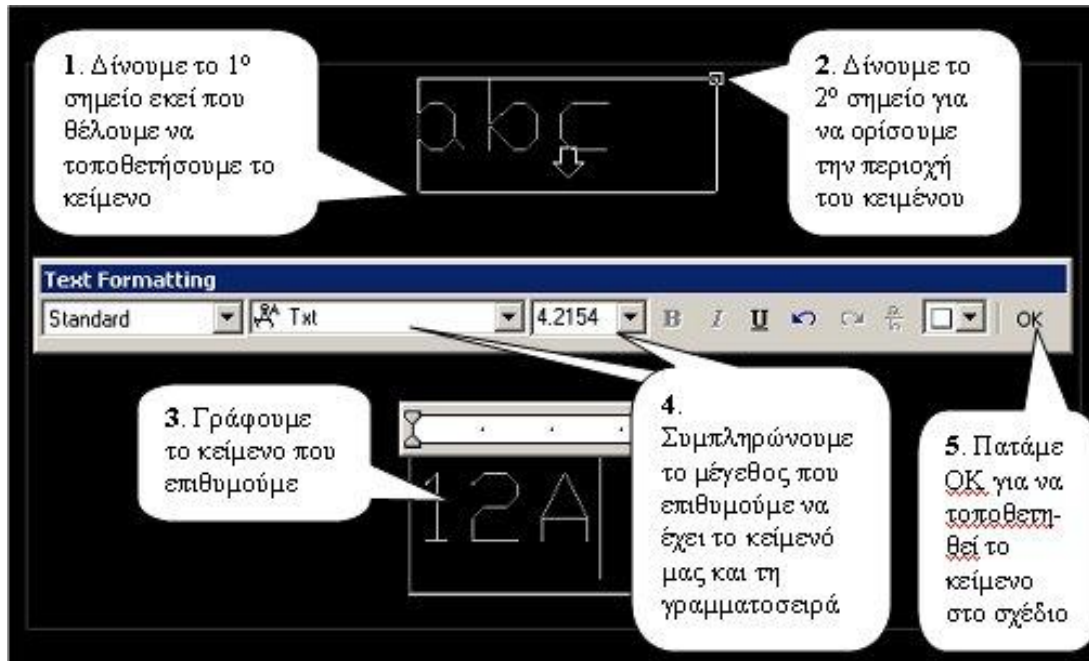 1. Δίνουμε το 1º
σημείο εκεί που
θέλουμε να
τοποθετήσουμε το
κείμενο
abc
2. Δίνουμε το
2º σημείο για
να ορίσουμε
την περιοχή
του κειμένου
Text Formatting
Standard Txt 4.2154 B I U OK
3. Γράφουμε
το κείμενο που
επιθυμούμε
12A
4.
Συμπληρώνουμε
το μέγεθος που
επιθυμούμε να
έχει το κείμενό
μας και τη
γραμματοσειρά
5. Πατάμε
OK για να
τοποθετη-
θεί το
κείμενο
στο σχέδιο